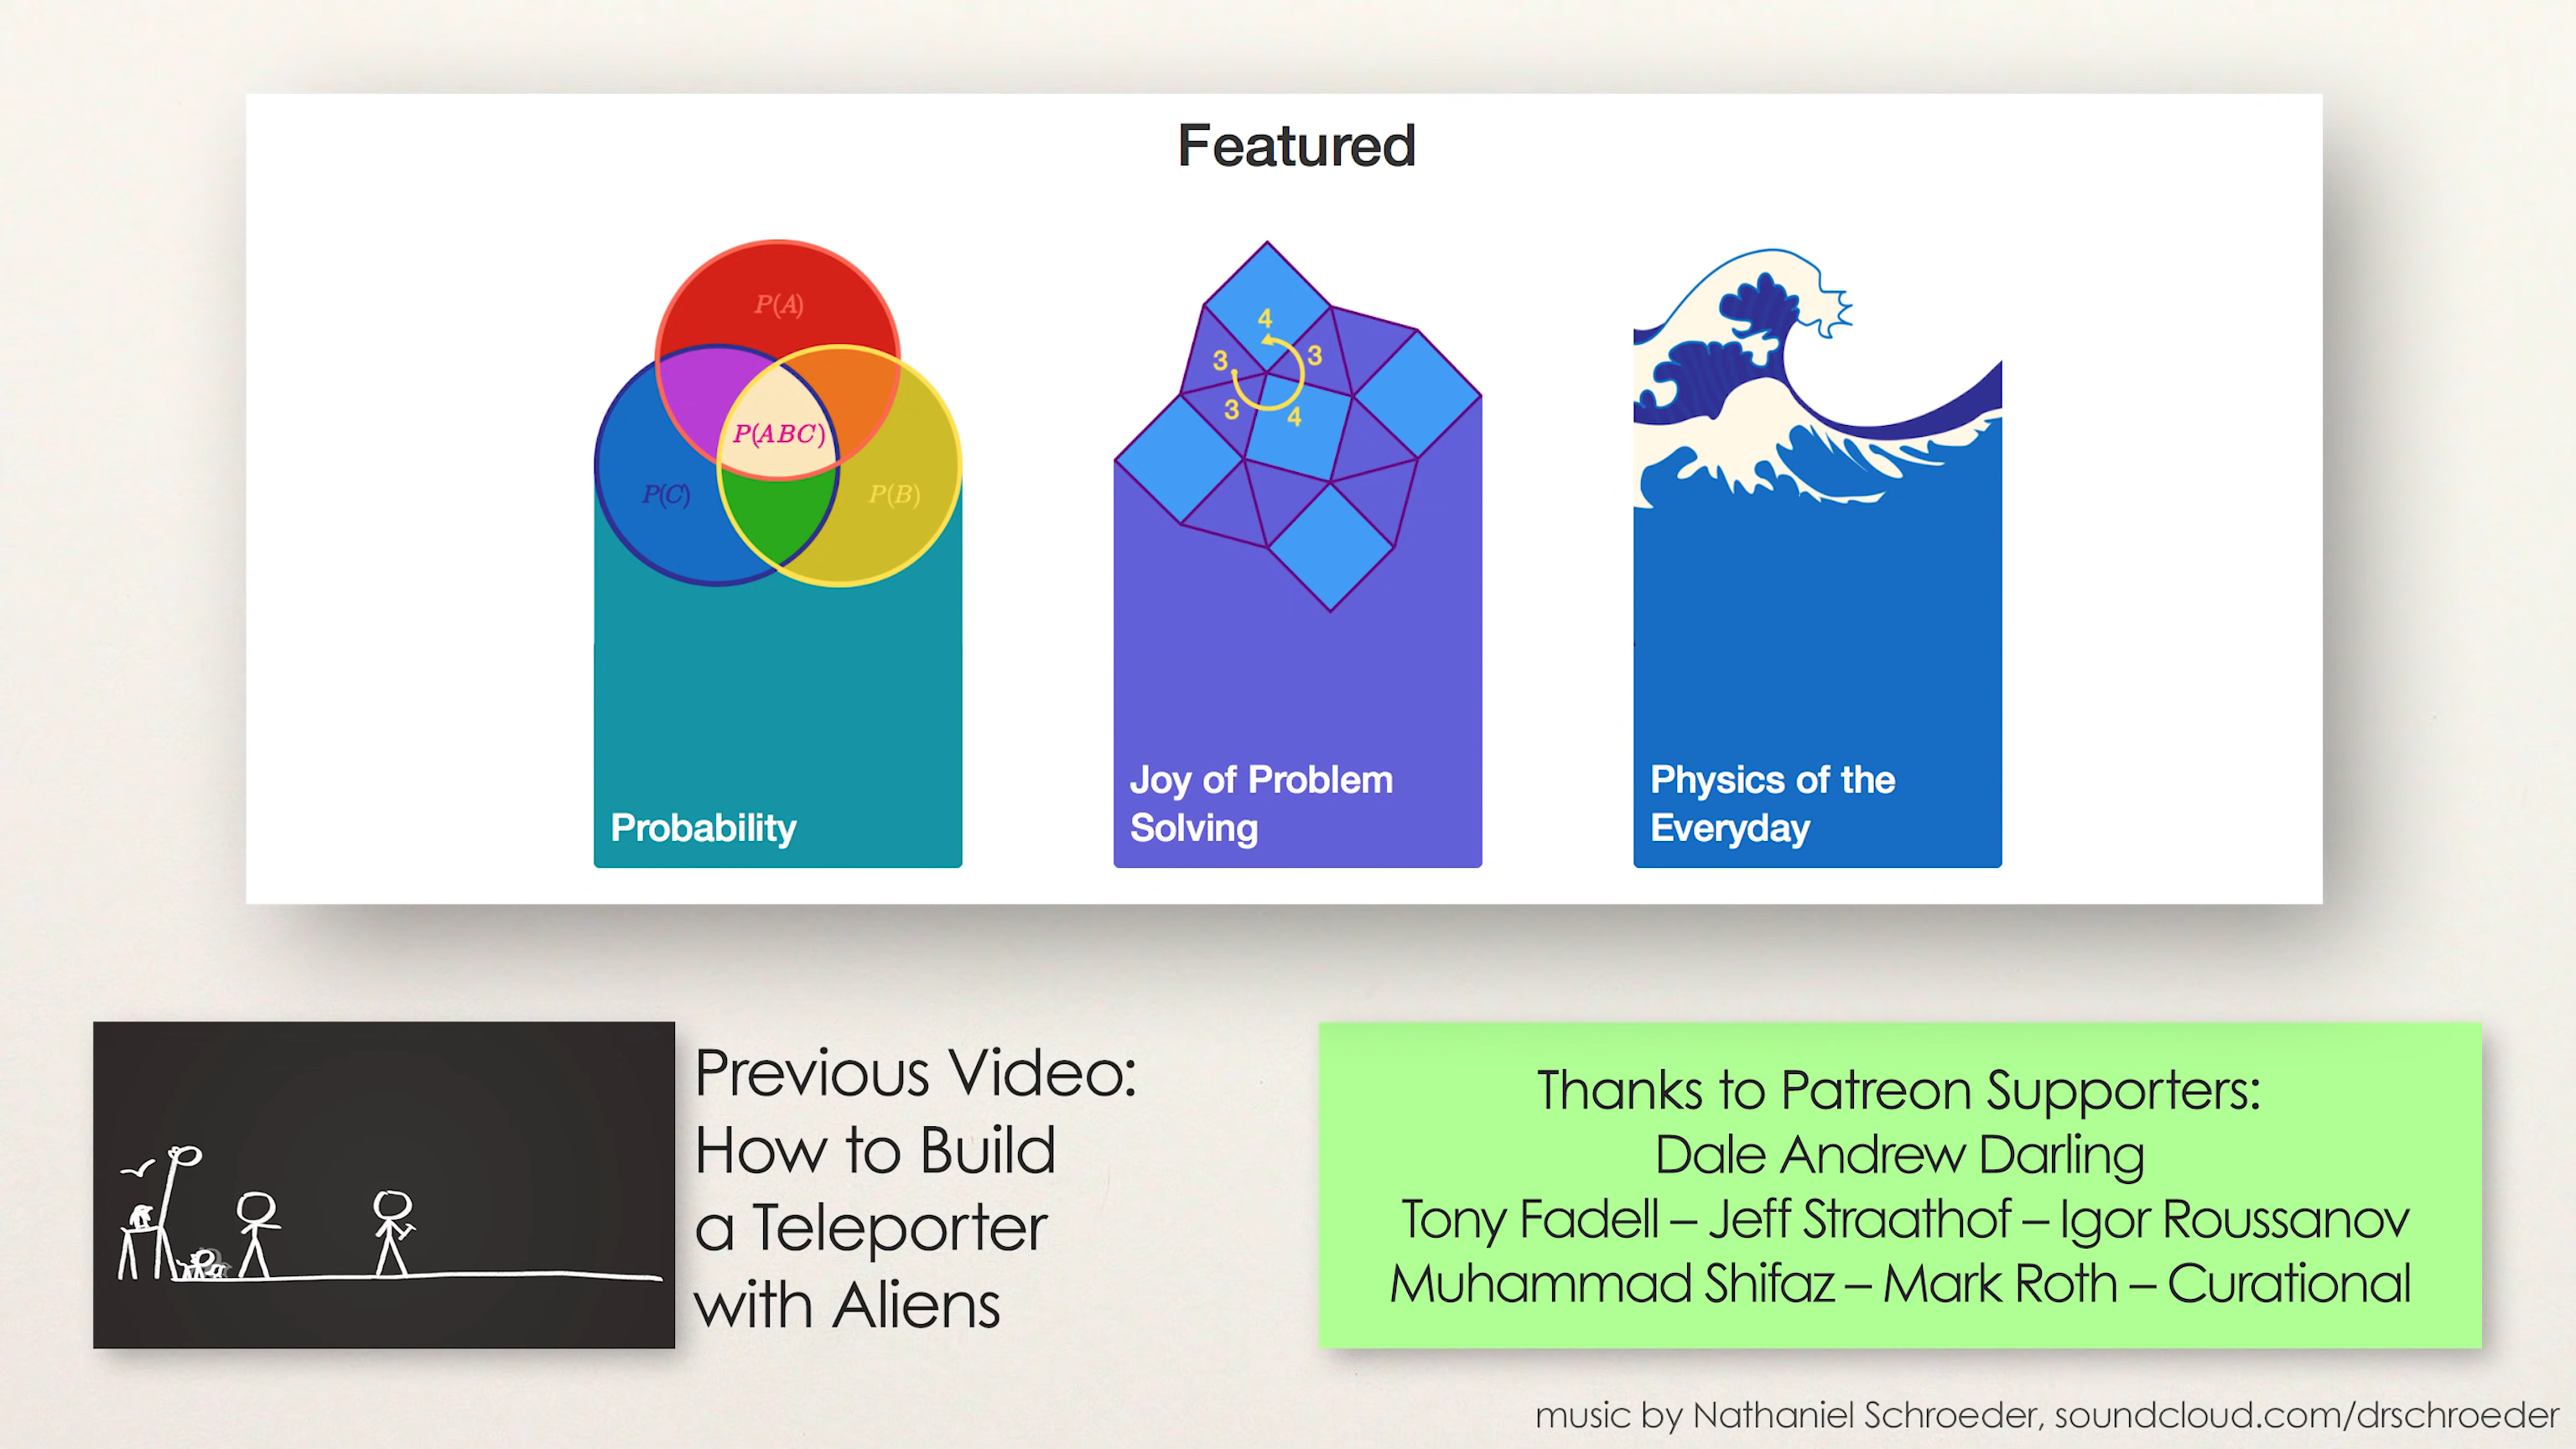 Featured
P(A)
P(ABC)
P(C)
P(B)
Probability
4
3
3
3
4
Joy of Problem
Solving
Physics of the
Everyday
Previous Video:
How to Build
a Teleporter
with Aliens
Thanks to Patreon Supporters:
Dale Andrew Darling
Tony Fadell – Jeff Straathof – Igor Roussanov
Muhammad Shifaz – Mark Roth – Curational
music by Nathaniel Schroeder, soundcloud.com/drschroeder